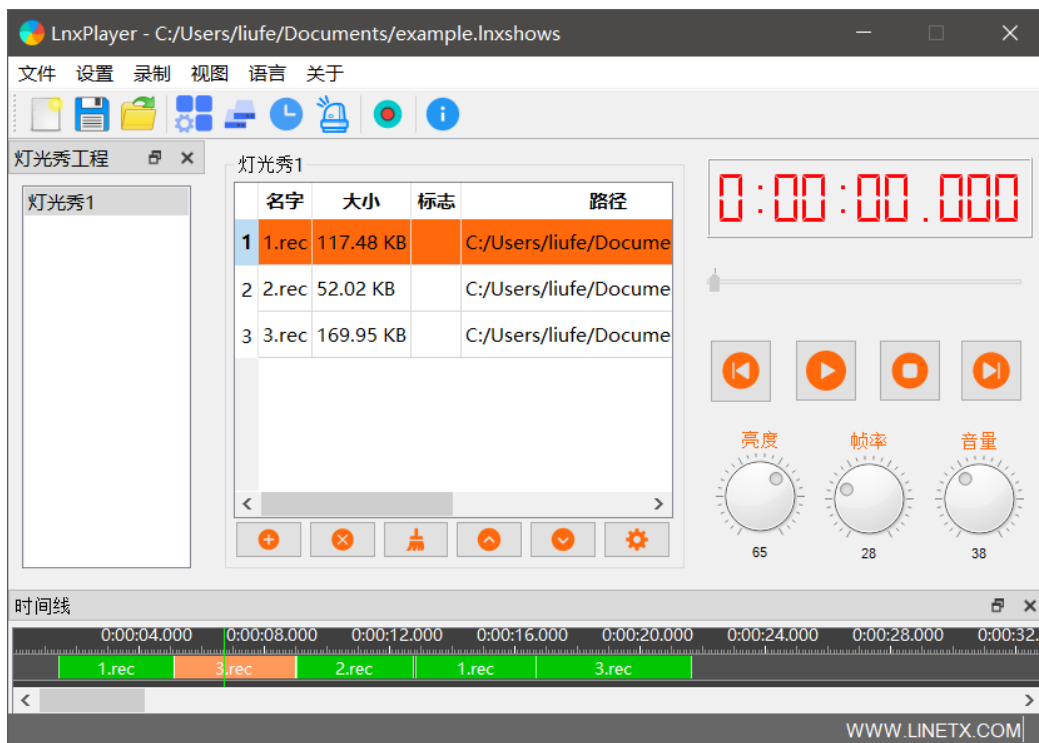 LnxPlayer - C:/Users/liufe/Documents/example.lnxshows
文件 设置 录制 视图 语言 关于
灯光秀工程
灯光秀1
灯光秀1
名字 大小 标志 路径
1 1.rec 117.48 KB C:/Users/liufe/Docume
2 2.rec 52.02 KB C:/Users/liufe/Docume
3 3.rec 169.95 KB C:/Users/liufe/Docume
0:00:00.000
亮度 帧率 音量
65 28 38
时间线
0:00:04.000 0:00:08.000 0:00:12.000 0:00:16.000 0:00:20.000 0:00:24.000 0:00:28.000 0:00:32.
1.rec 3.rec 2.rec 1.rec 3.rec
WWW.LINETX.COM